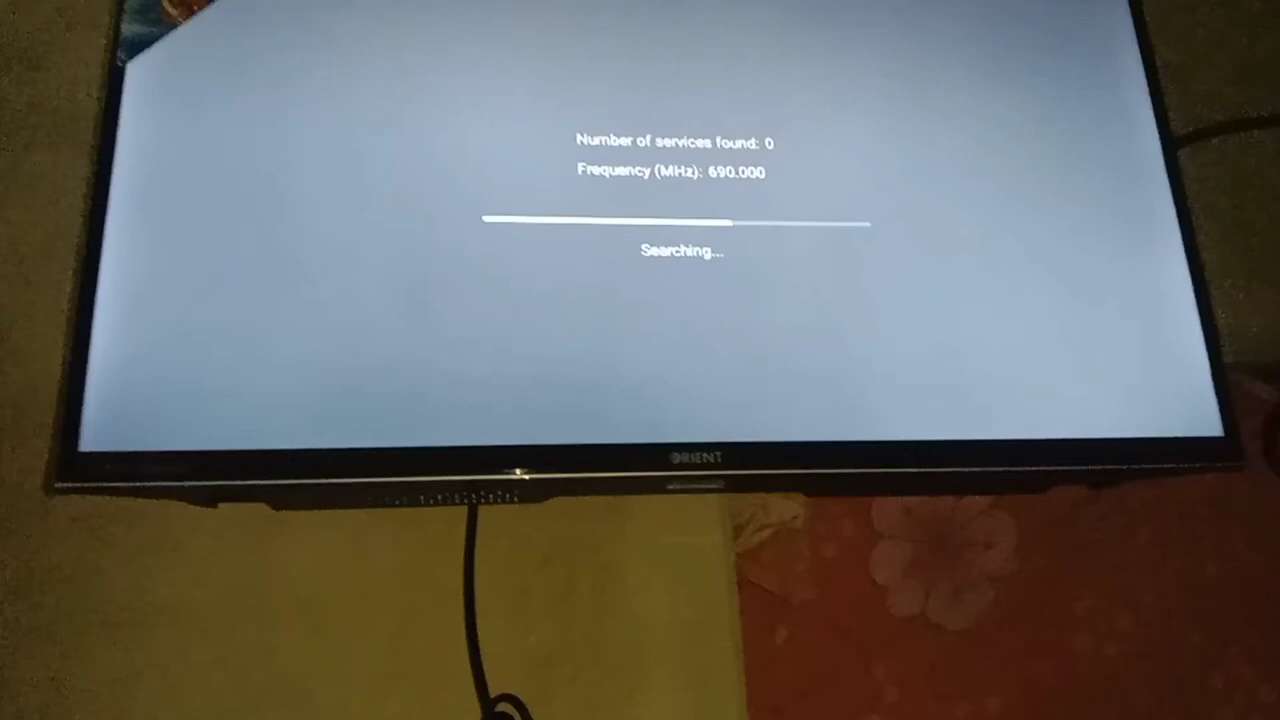 Number of services found: 0
Frequency (MHz): 690.000
Searching...
ORIENT